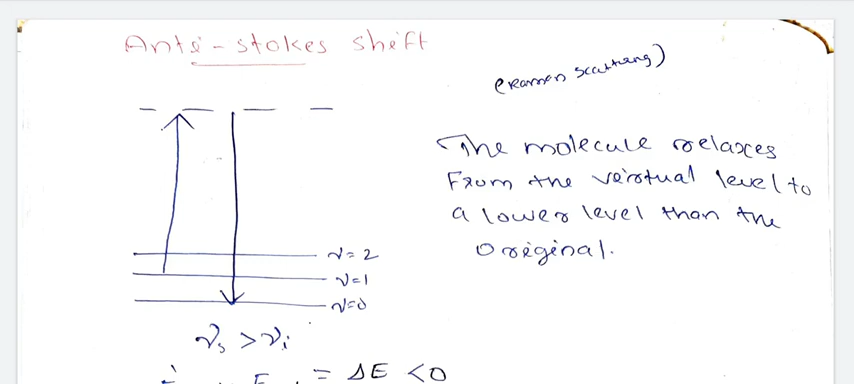 Anti-stokes shift
(Raman scattering)
The molecule relaxes
From the virtual level to
a lower level than the
Original.
ν=2
ν=1
ν=0
νs > νi
= ΔE <0